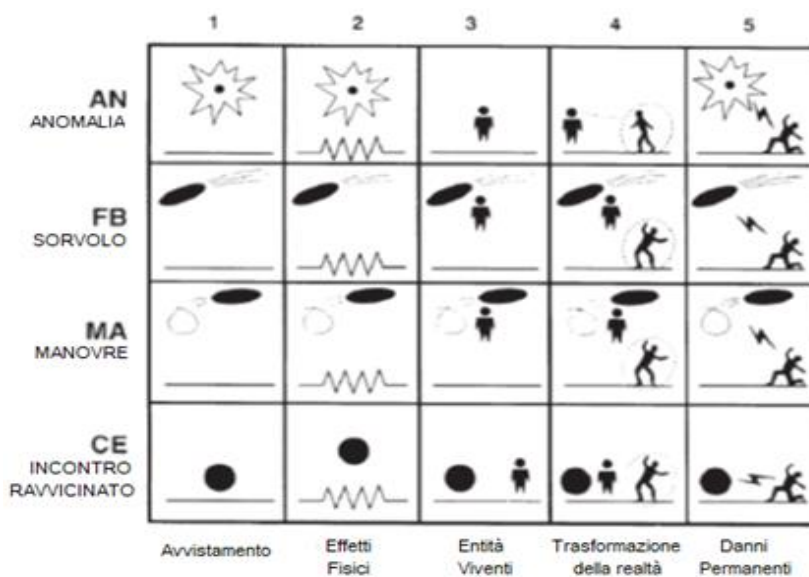 1 2 3 4 5
AN
ANOMALIA
FB
SORVOLO
MA
MANOVRE
CE
INCONTRO
RAVVICINATO
Avvistamento
Effetti
Fisici
Entità
Viventi
Trasformazione
della realtà
Danni
Permanenti